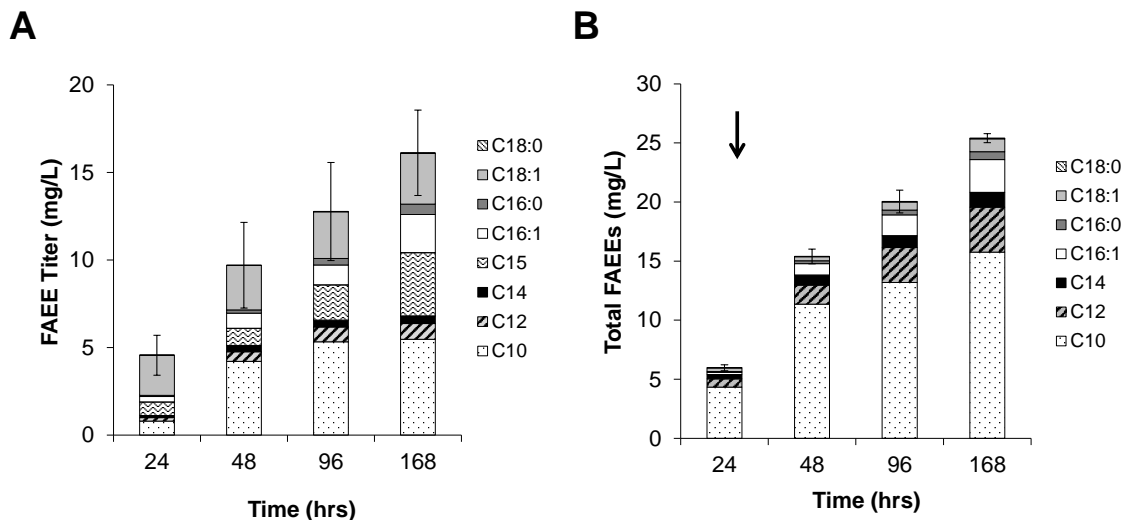 A
FAEE Titer (mg/L)
20
15
10
5
0
24 48 96 168
Time (hrs)
C18:0
C18:1
C16:0
C16:1
C15
C14
C12
C10
B
Total FAEEs (mg/L)
30
25
20
15
10
5
0
24 48 96 168
Time (hrs)
C18:0
C18:1
C16:0
C16:1
C14
C12
C10